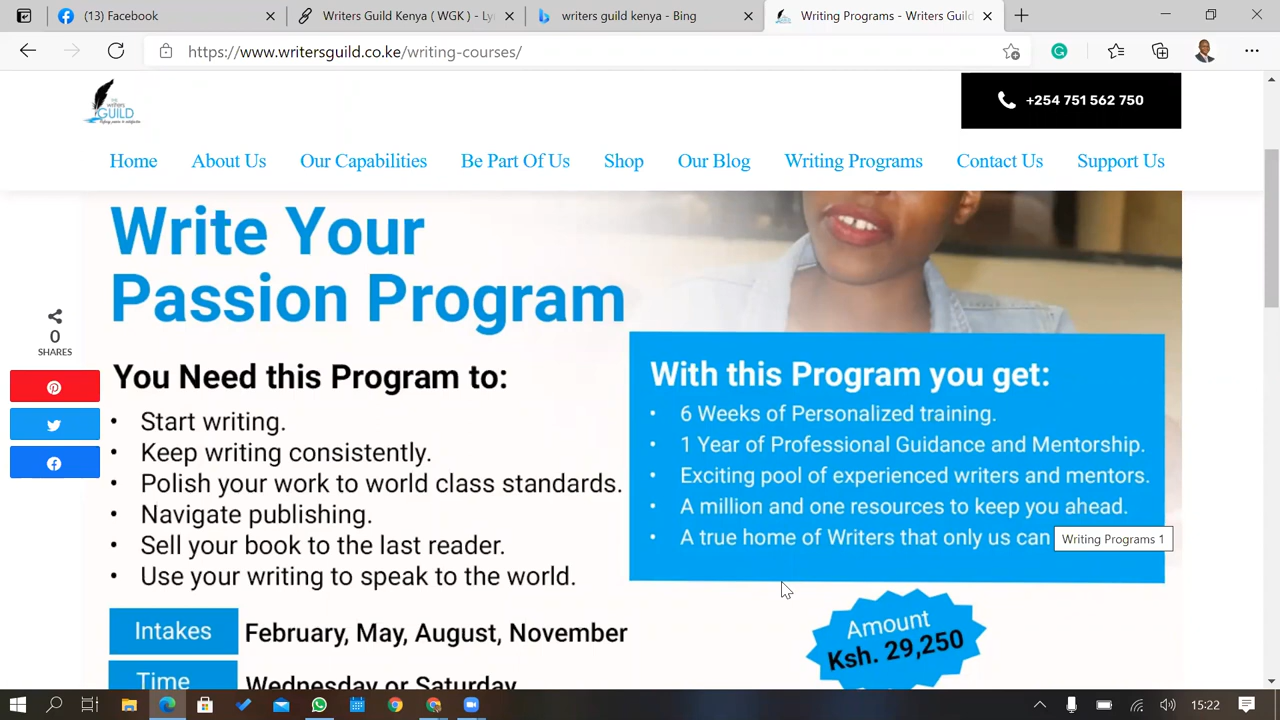 (23) Facebook
Writers Guild Kenya (WGK) - Ly
writers guild kenya - Bing
Writing Programs - Writers Guild
https://www.writersguild.co.ke/writing-courses/
writers
GUILD
+254 751 562 750
Home
About Us
Our Capabilities
Be Part Of Us
Shop
Our Blog
Writing Programs
Contact Us
Support Us
Write Your
Passion Program
0
SHARES
You Need this Program to:
• Start writing.
• Keep writing consistently.
• Polish your work to world class standards.
• Navigate publishing.
• Sell your book to the last reader.
• Use your writing to speak to the world.
With this Program you get:
• 6 Weeks of Personalized training.
• 1 Year of Professional Guidance and Mentorship.
• Exciting pool of experienced writers and mentors.
• A million and one resources to keep you ahead.
• A true home of Writers that only us can
Writing Programs 1
Intakes February, May, August, November
Time Wednesday or Saturday
Amount
Ksh. 29,250
15:22